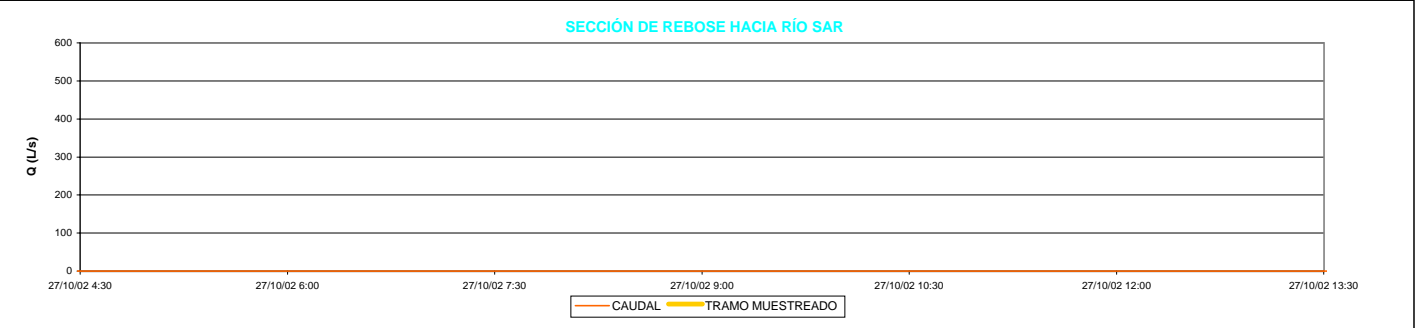 SECCIÓN DE REBOSE HACIA RÍO SAR
600
500
400
300
200
100
0
Q (L/s)
27/10/02 4:30 27/10/02 6:00 27/10/02 7:30 27/10/02 9:00 27/10/02 10:30 27/10/02 12:00 27/10/02 13:30
CAUDAL TRAMO MUESTREADO